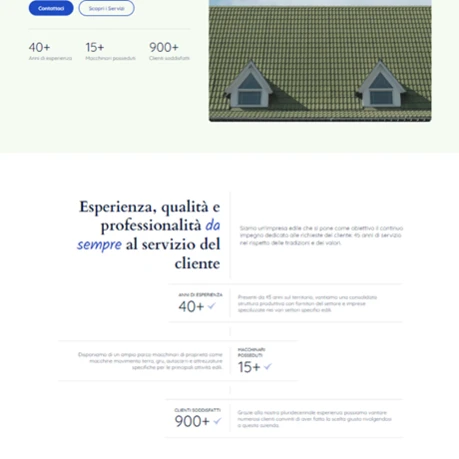 Contattaci
Scopri i Servizi
40+
Anni di esperienza
15+
Macchinari posseduti
900+
Clienti soddisfatti
Esperienza, qualità e
professionalità da
sempre al servizio del
cliente
Siamo un'impresa edile che si pone come obiettivo il continuo
impegno dedicato alle richieste del cliente. 45 anni di servizio,
nel rispetto delle tradizioni e dei valori.
ANNI DI ESPERIENZA
40+
Presenti da 45 anni sul territorio, vantiamo una consolidata
struttura produttiva con fornitori del settore e imprese
specializzate nei vari settori specifici edili.
Disponiamo di un ampio parco macchinari di proprietà come
macchine movimento terra, gru, autocarri e attrezzature
specifiche per le principali attività edili.
MACCHINARI
POSSEDUTI
15+
CLIENTI SODDISFATTI
900+
Grazie alla nostra pluridecennale esperienza possiamo vantare
numerosi clienti convinti di aver fatto la scelta giusta rivolgendosi
a questa azienda.